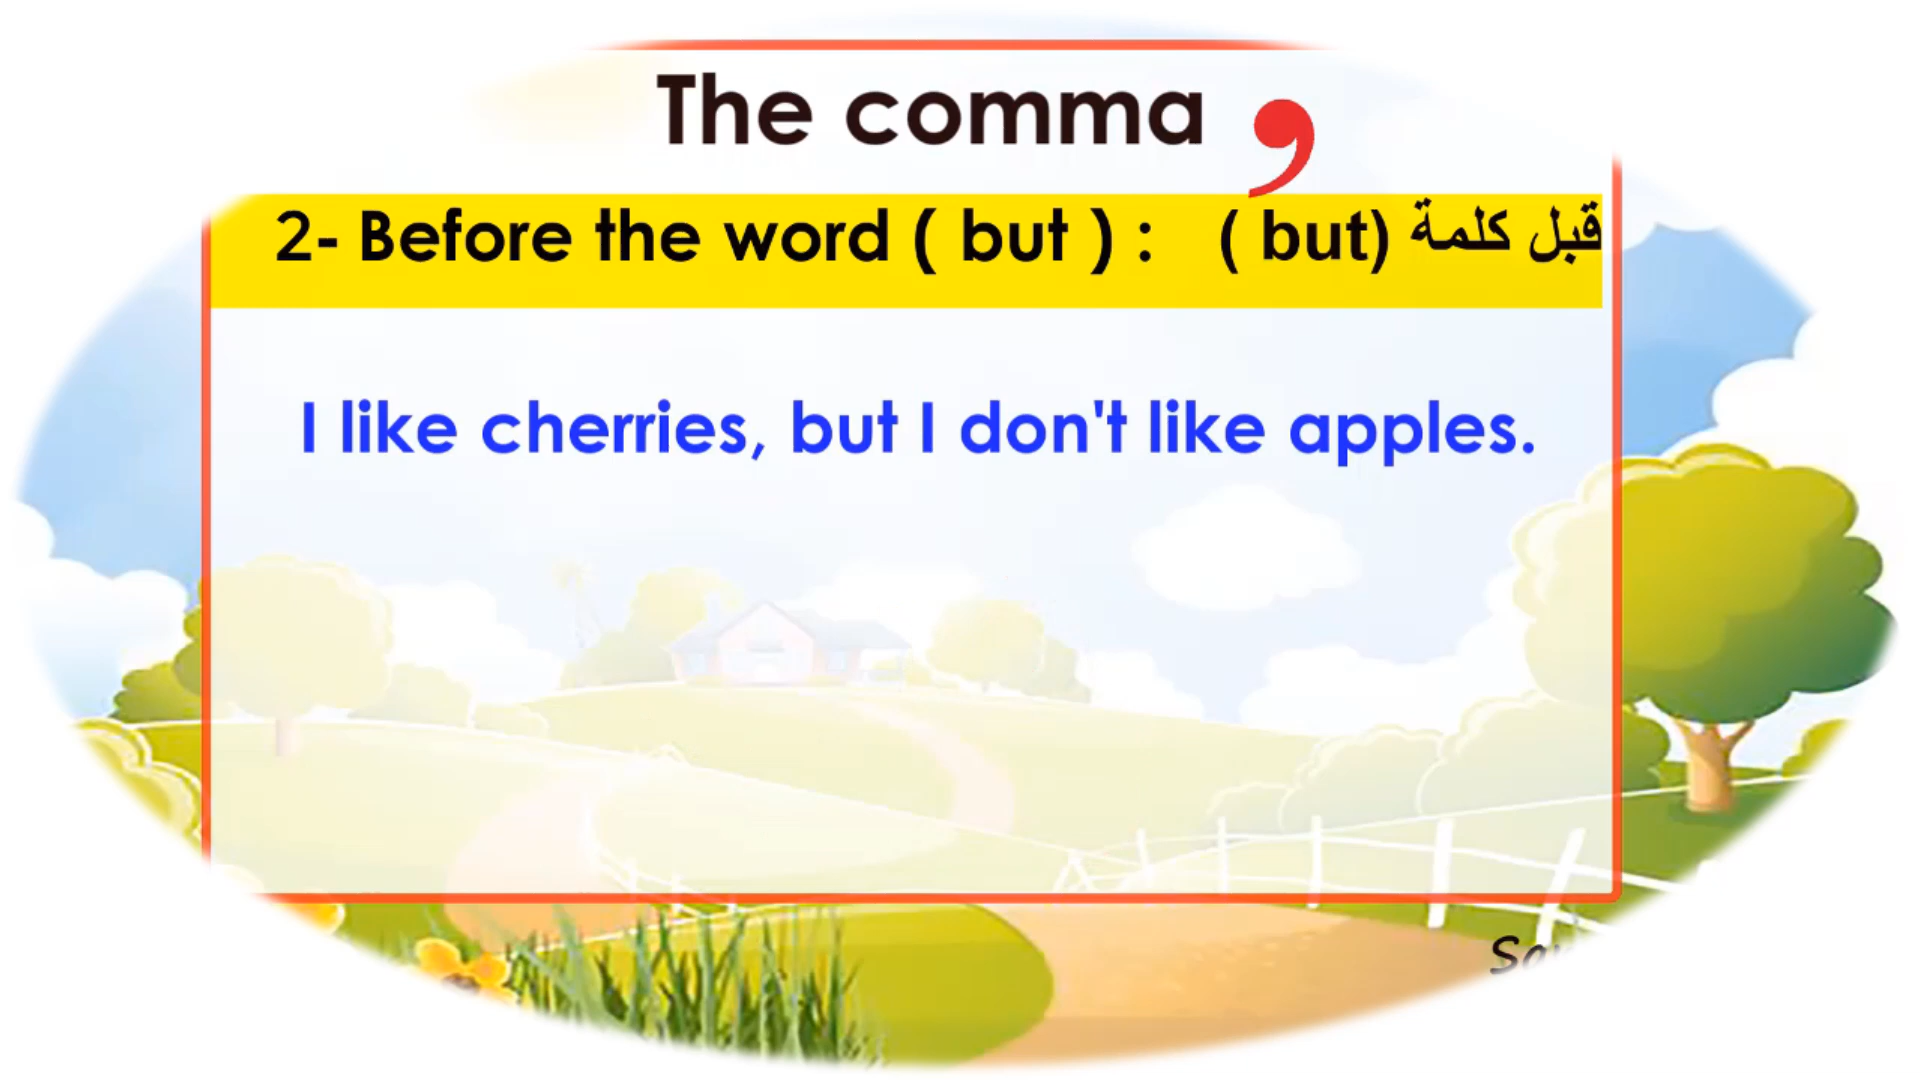 The comma ,
2- Before the word ( but ) : ( but) قبل كلمة
I like cherries, but I don't like apples.